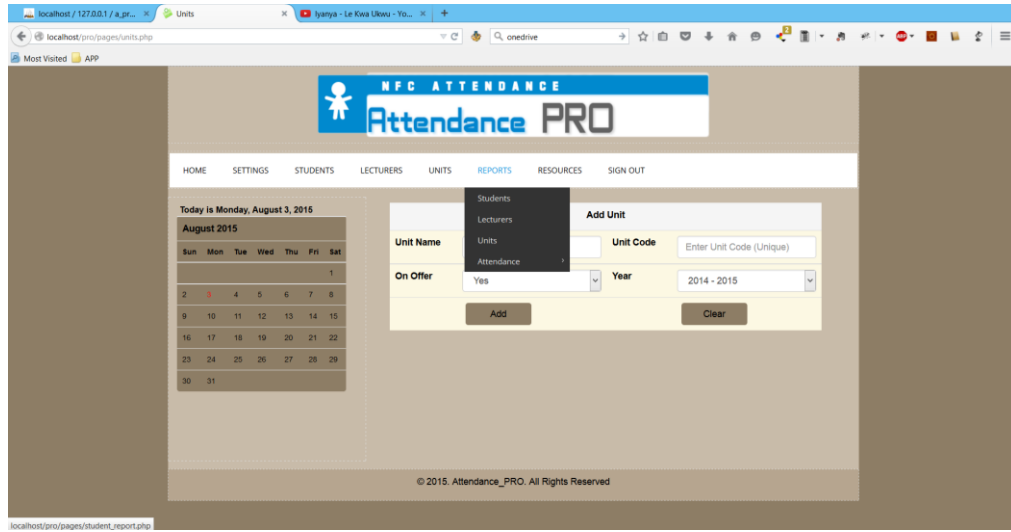 localhost / 127.0.0.1 / a_pr...
Units
Iyanya - Le Kwa Ukwu - Yo...
localhost/pro/pages/units.php
onedrive
2
ABP
Most Visited
APP
NFC ATTENDANCE
Attendance PRO
HOME SETTINGS STUDENTS LECTURERS UNITS REPORTS RESOURCES SIGN OUT
Students
Lecturers
Units
Attendance
Today is Monday, August 3, 2015
August 2015
Sun Mon Tue Wed Thu Fri Sat
1
2 3 4 5 6 7 8
9 10 11 12 13 14 15
16 17 18 19 20 21 22
23 24 25 26 27 28 29
30 31
Add Unit
Unit Name
Unit Code Enter Unit Code (Unique)
On Offer Yes Year 2014 - 2015
Add Clear
© 2015. Attendance_PRO. All Rights Reserved
localhost/pro/pages/student_report.php